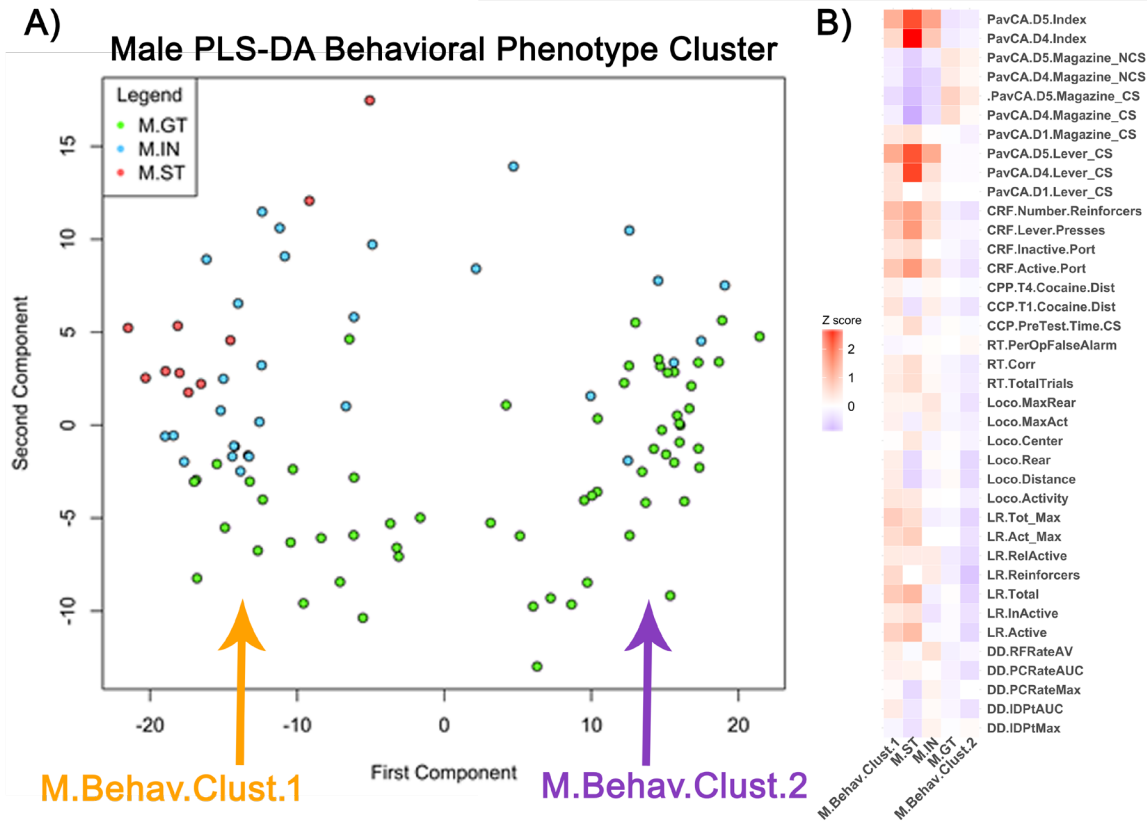 A)
Male PLS-DA Behavioral Phenotype Cluster
Legend
M.GT
M.IN
M.ST
Second Component
15
10
5
0
-5
-10
-20
-10
0
10
20
First Component
M.Behav.Clust.1
M.Behav.Clust.2
B)
PavCA.D5.Index
PavCA.D4.Index
PavCA.D5.Magazine_NCS
PavCA.D4.Magazine_NCS
.PavCA.D5.Magazine_CS
PavCA.D4.Magazine_CS
PavCA.D1.Magazine_CS
PavCA.D5.Lever_CS
PavCA.D4.Lever_CS
PavCA.D1.Lever_CS
CRF.Number.Reinforcers
CRF.Lever.Presses
CRF.Inactive.Port
CRF.Active.Port
CPP.T4.Cocaine.Dist
CCP.T1.Cocaine.Dist
CCP.PreTest.Time.CS
RT.PerOpFalseAlarm
RT.Corr
RT.TotalTrials
Loco.MaxRear
Loco.MaxAct
Loco.Center
Loco.Rear
Loco.Distance
Loco.Activity
LR.Tot_Max
LR.Act_Max
LR.RelActive
LR.Reinforcers
LR.Total
LR.InActive
LR.Active
DD.RFRateAV
DD.PCRateAUC
DD.PCRateMax
DD.IDPtAUC
DD.IDPtMax
Z score
2
1
0
M.Behav.Clust.1
M.ST
M.IN
M.GT
M.Behav.Clust.2